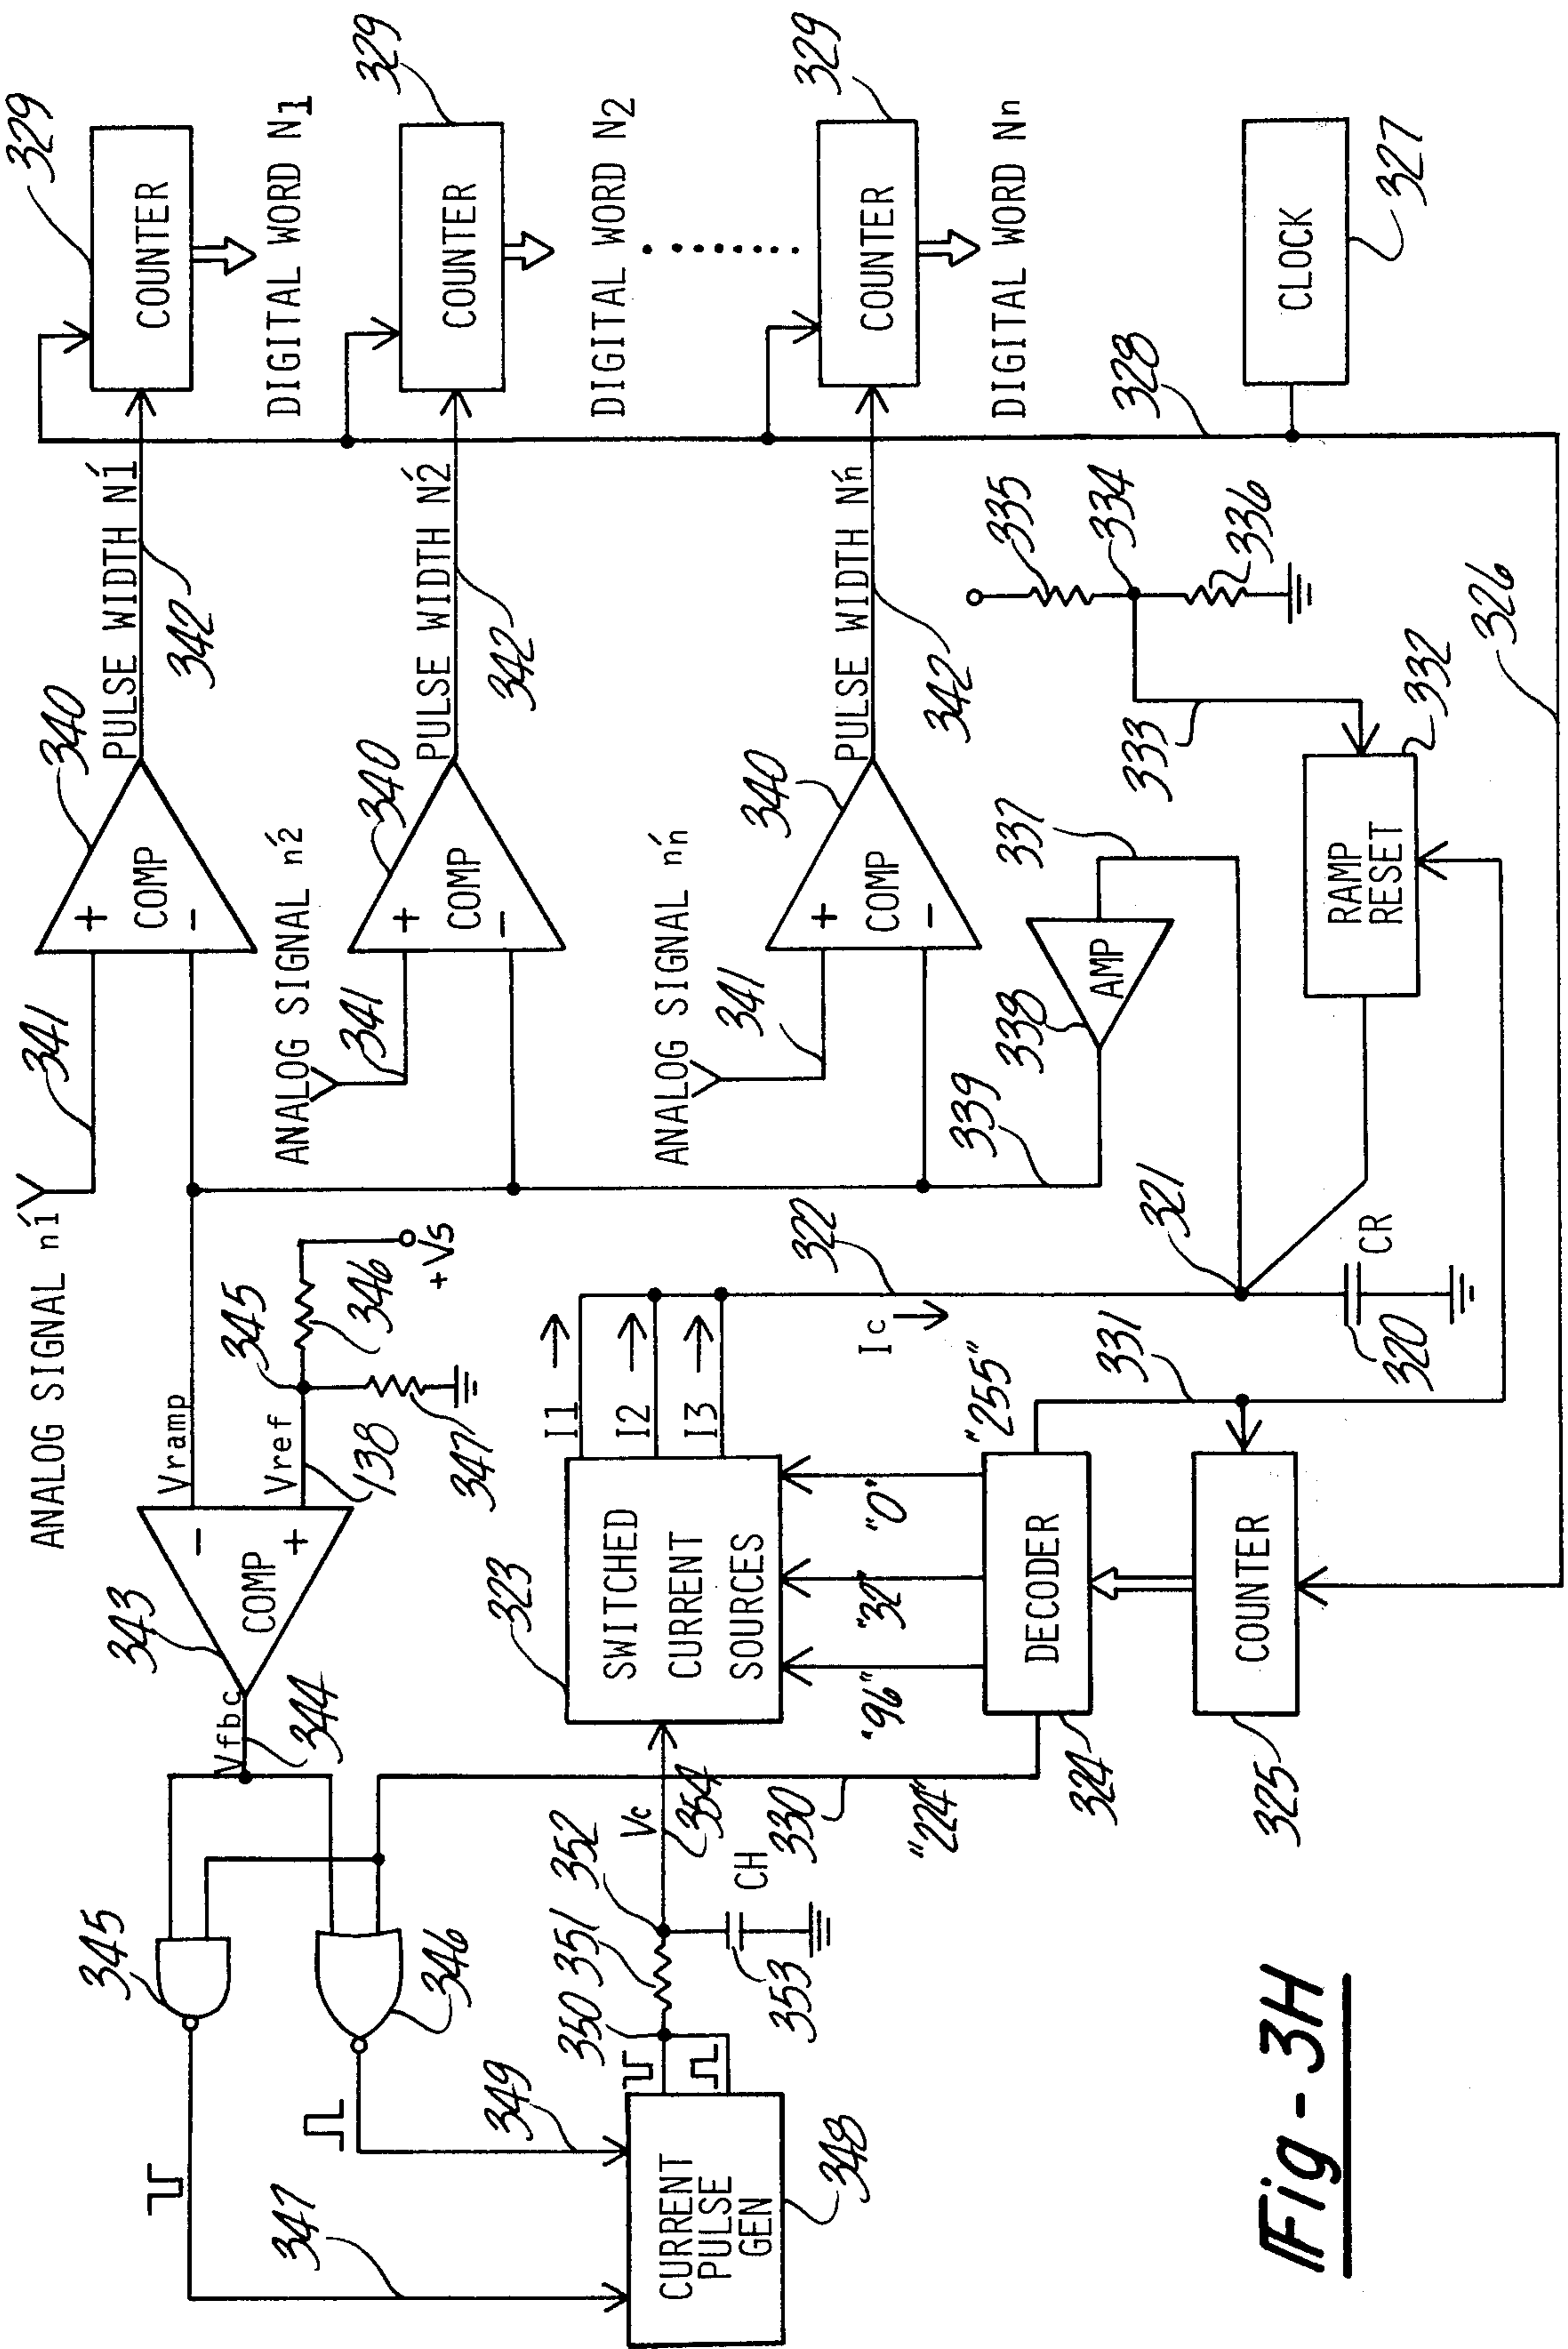 329
COUNTER
DIGITAL WORD N1
329
COUNTER
DIGITAL WORD N2
329
COUNTER
DIGITAL WORD Nn
CLOCK
327
328
PULSE WIDTH N'1
342
340
+
COMP
-
341
ANALOG SIGNAL n'1
PULSE WIDTH N'2
342
340
+
COMP
-
341
ANALOG SIGNAL n'2
PULSE WIDTH N'n
342
340
+
COMP
-
341
ANALOG SIGNAL n'n
335
334
336
333
RAMP
RESET
332
326
337
AMP
338
339
Vramp
Vref
138
345
346
+Vs
347
343
-
COMP
+
Vfbc
344
345
346
347
349
CURRENT
PULSE
GEN
348
350
351
352
CH
353
Vc
354
330
"224"
323
SWITCHED
CURRENT
SOURCES
I1
I2
I3
322
Ic
321
CR
320
331
"255"
"0"
"32"
"96"
DECODER
324
COUNTER
325
Fig-3H